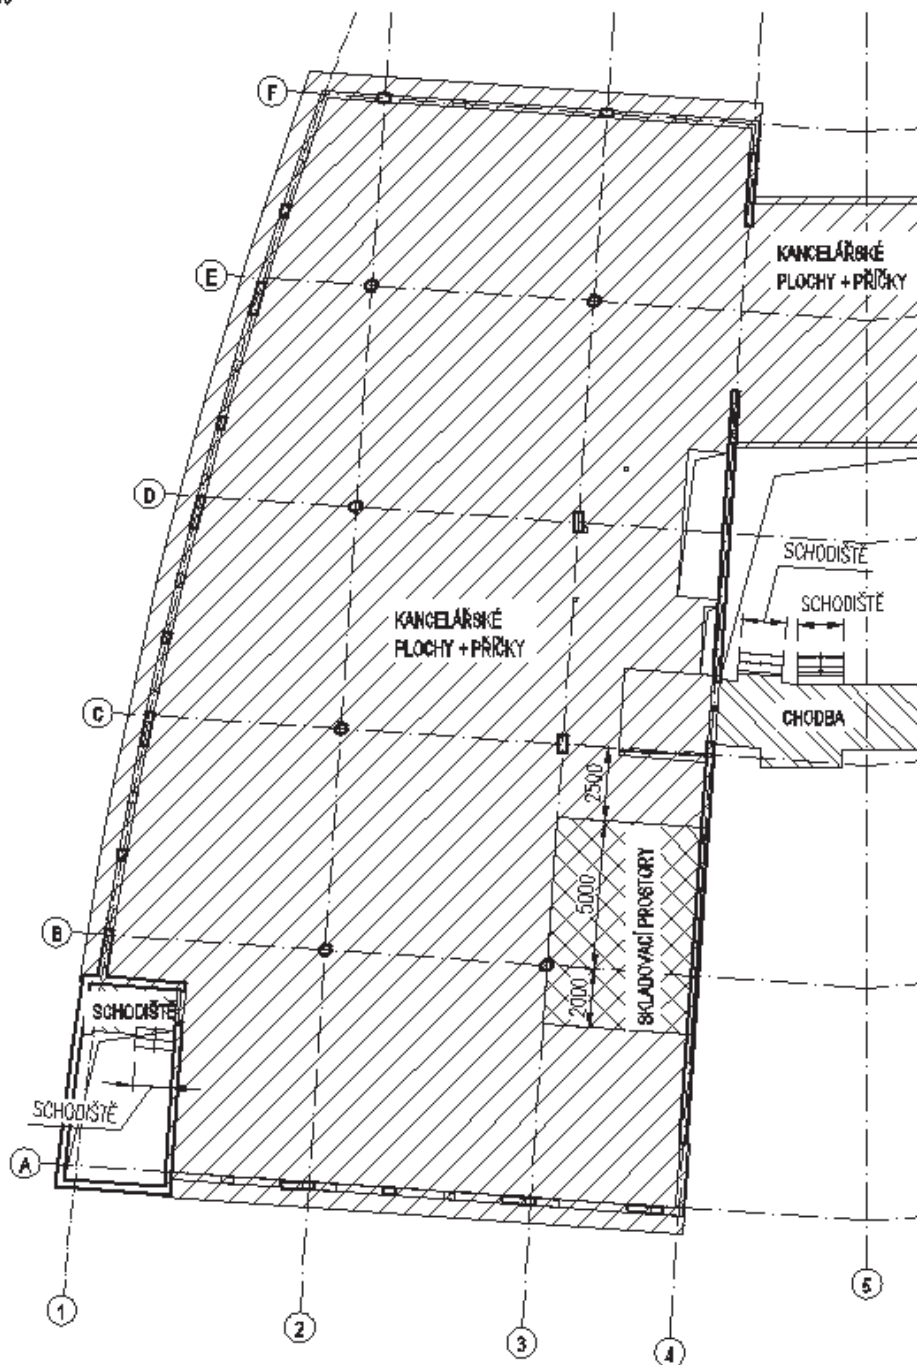 F
KANCELÁŘSKÉ
PLOCHY + PŘÍČKY
E
D
SCHODIŠTĚ
SCHODIŠTĚ
KANCELÁŘSKÉ
PLOCHY + PŘÍČKY
C
CHODBA
2500
5000
SKLADOVACÍ PROSTORY
B
2000
SCHODIŠTĚ
SCHODIŠTĚ
A
1
2
3
4
5